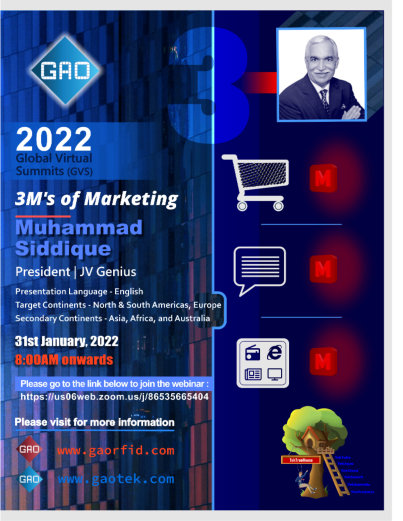 GAO
2022
Global Virtual
Summits (GVS)
3
3M's of Marketing
Muhammad
Siddique
President | JV Genius
Presentation Language - English
Target Continents - North & South Americas, Europe
Secondary Continents - Asia, Africa, and Australia
31st January, 2022
8:00AM onwards
Please go to the link below to join the webinar :
https://us06web.zoom.us/j/86535665404
Please visit for more information
GAO www.gaorfid.com
GAO www.gaotek.com
M
M
M
TekTreeHouse